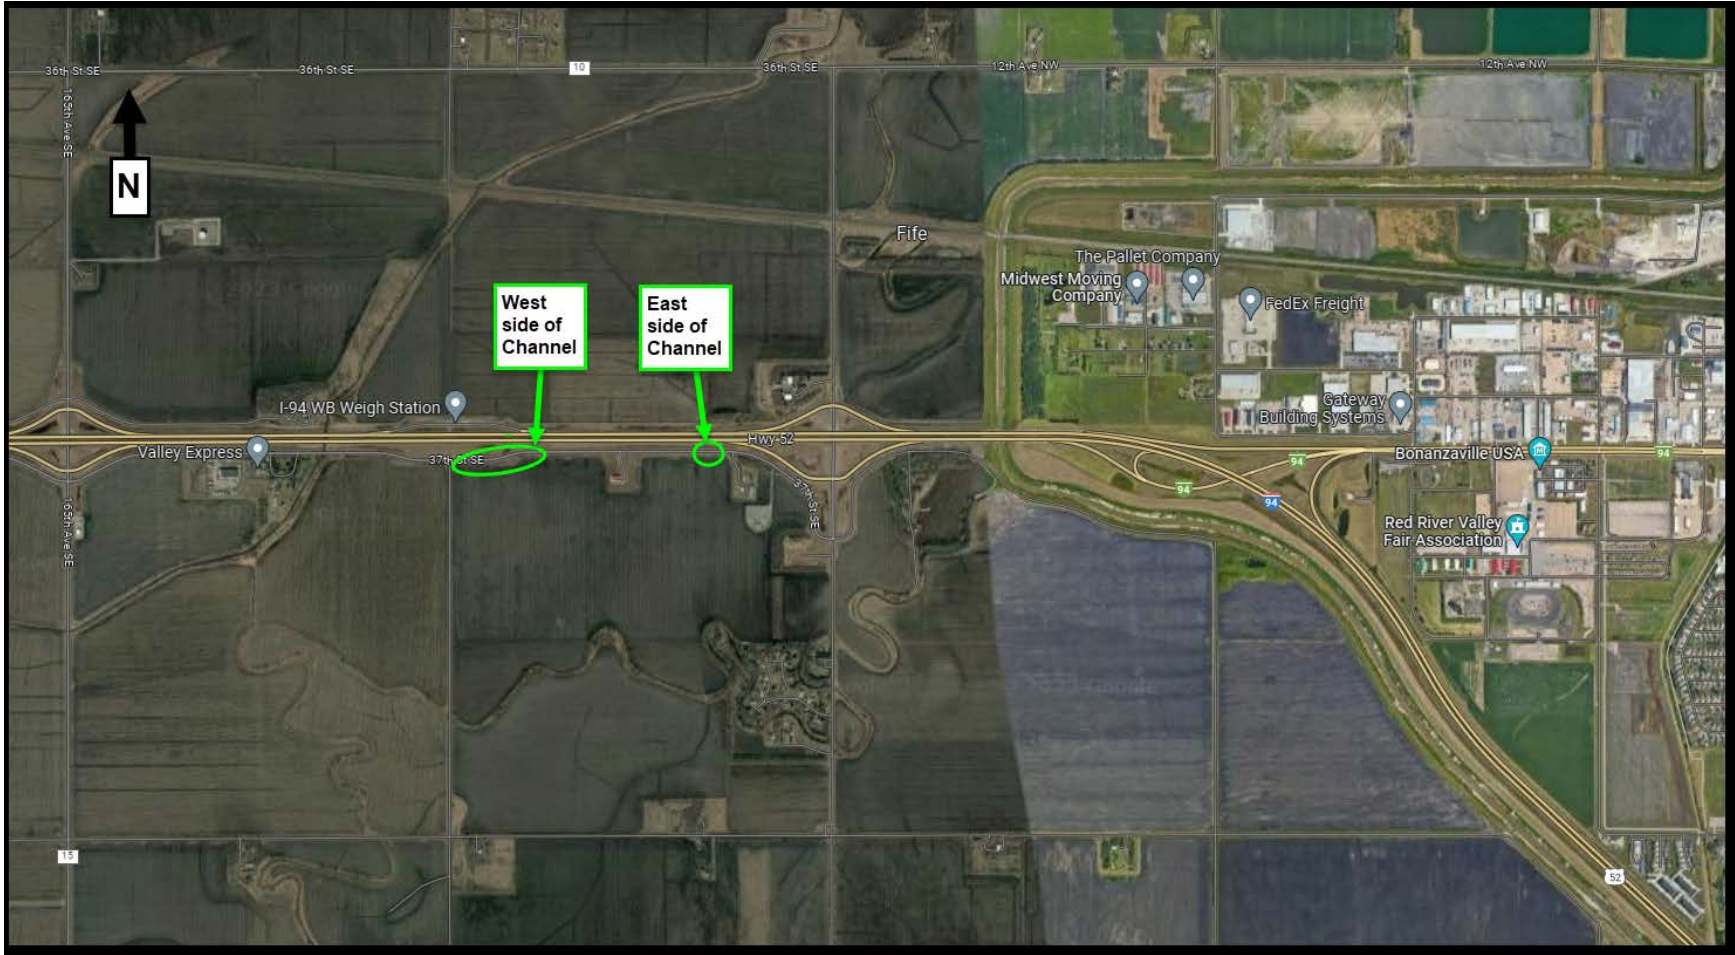 36th St SE
36th St SE
10
36th St SE
12th Ave NW
12th Ave NW
165th Ave SE
N
Fife
The Pallet Company
Midwest Moving
Company
FedEx Freight
West
side of
Channel
East
side of
Channel
I-94 WB Weigh Station
Gateway
Building Systems
Hwy 52
Valley Express
37th St SE
Bonanzaville USA
94
94
94
94
37th St SE
165th Ave SE
Red River Valley
Fair Association
15
52